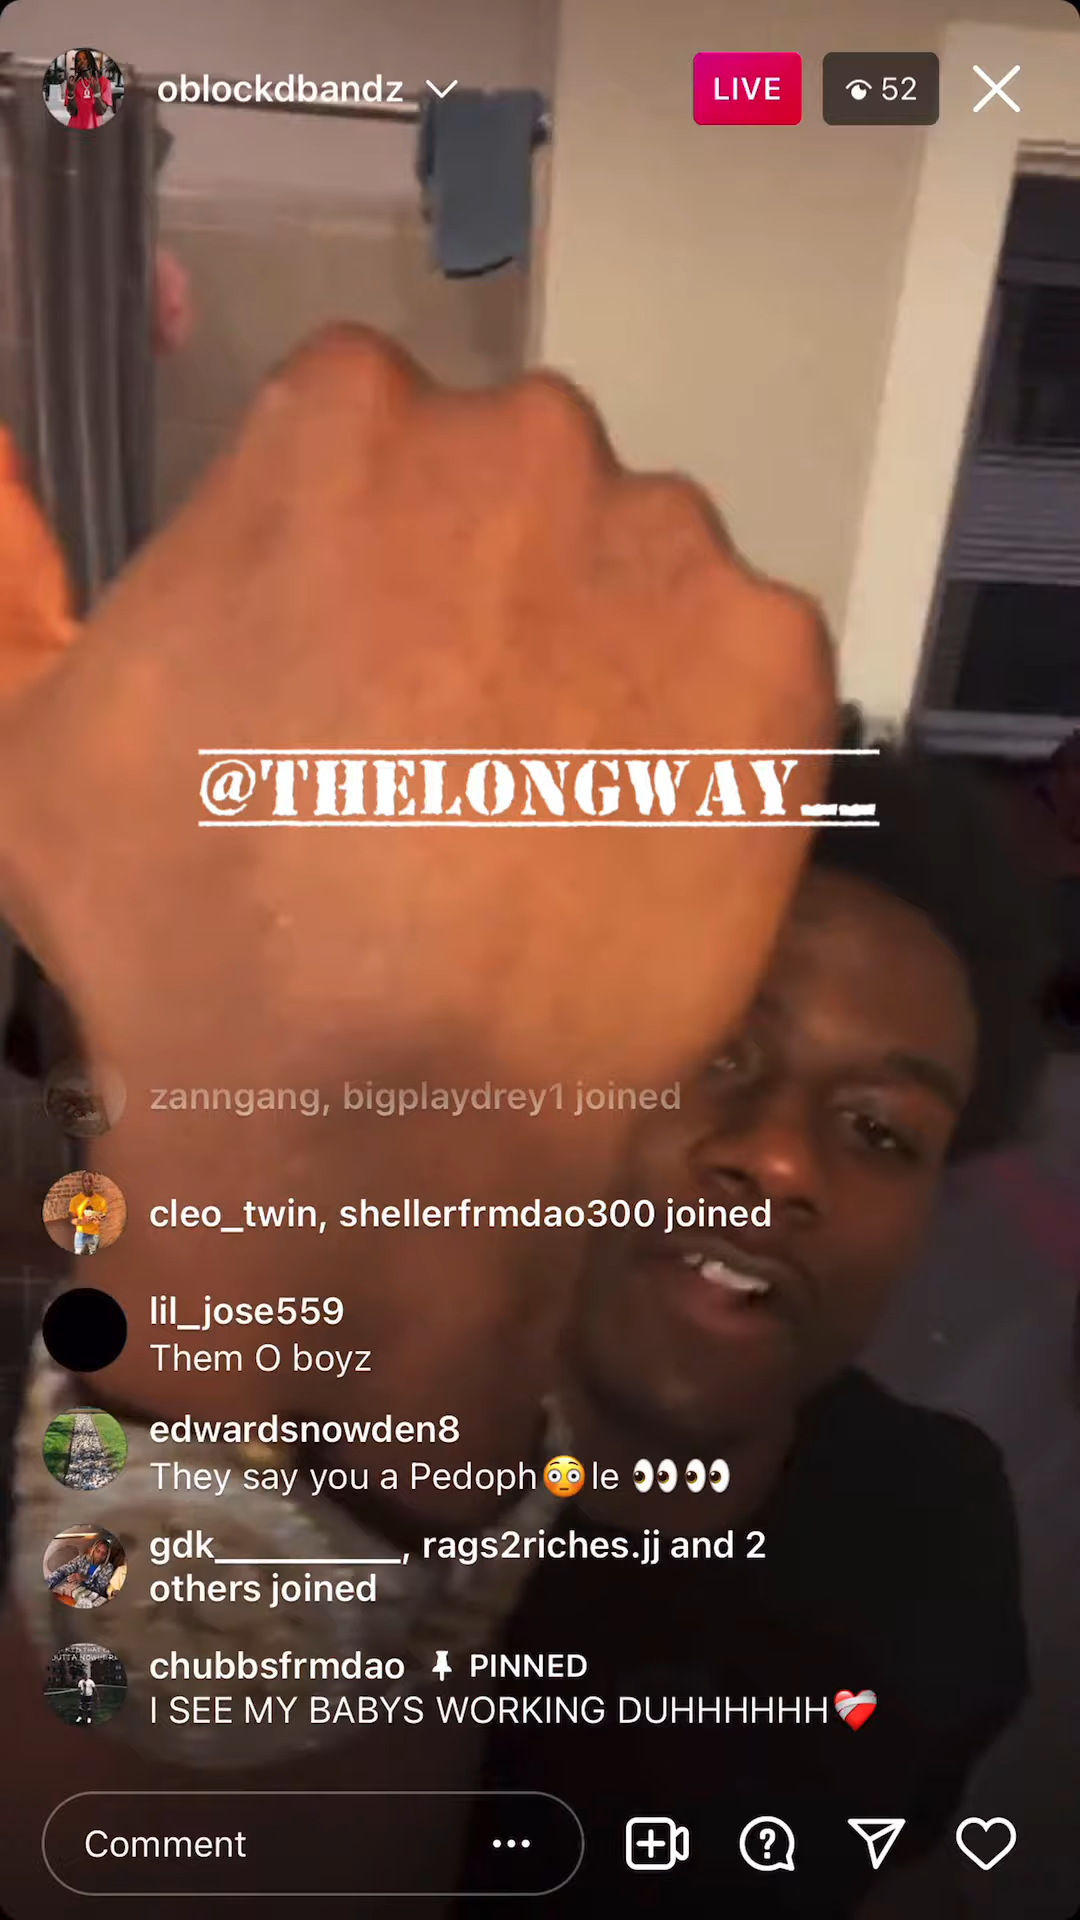 oblockdbandz
LIVE
52
@THELONGWAY__
zanngang, bigplaydrey1 joined
cleo_twin, shellerfrmdao300 joined
lil_jose559
Them O boyz
edwardsnowden8
They say you a Pedoph😳le 👀👀
gdk__________, rags2riches.jj and 2
others joined
chubbsfrmdao PINNED
I SEE MY BABYS WORKING DUHHHHHH❤️‍🩹
Comment